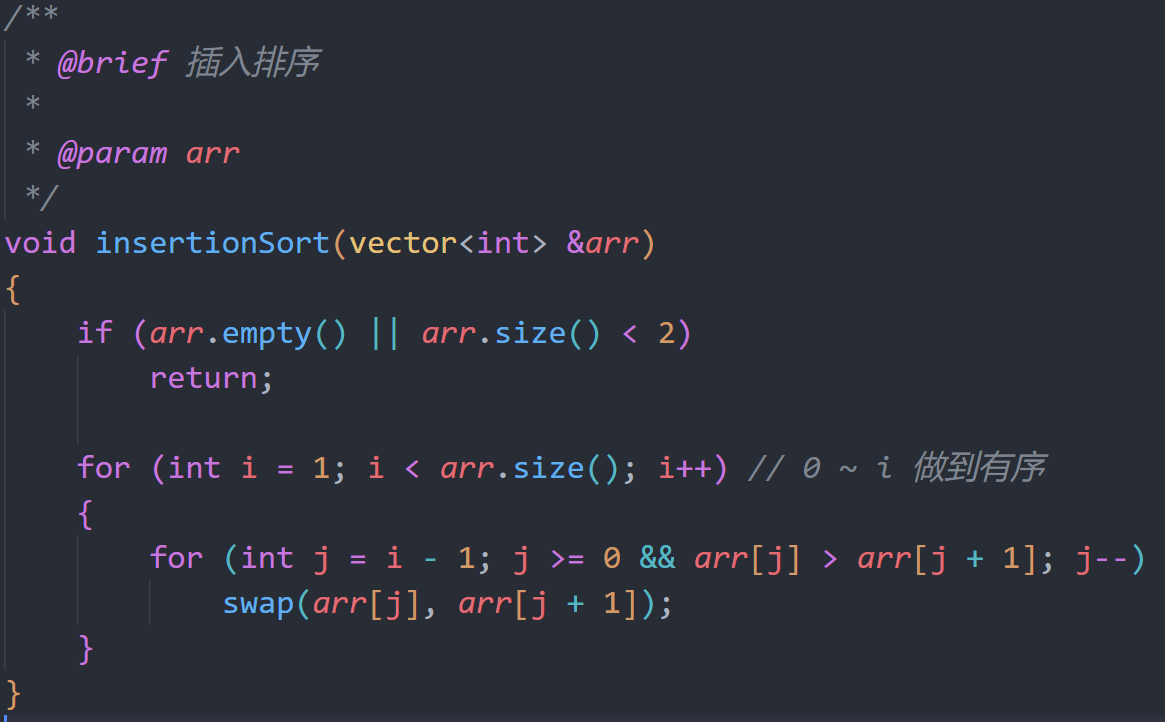 /**
 * @brief 插入排序
 *
 * @param arr
 */
void insertionSort(vector<int> &arr)
{
    if (arr.empty() || arr.size() < 2)
        return;

    for (int i = 1; i < arr.size(); i++) // 0 ~ i 做到有序
    {
        for (int j = i - 1; j >= 0 && arr[j] > arr[j + 1]; j--)
            swap(arr[j], arr[j + 1]);
    }
}